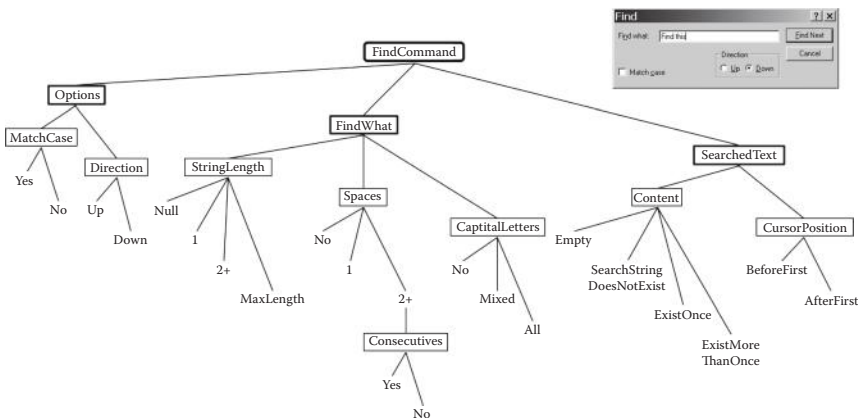 Find
? ×
Find what:
Find this
Find Next
Cancel
Direction
Up
Down
Match case
FindCommand
Options
FindWhat
SearchedText
MatchCase
Direction
StringLength
Spaces
CaptitalLetters
Content
CursorPosition
Yes
No
Up
Down
Null
1
2+
MaxLength
No
1
2+
Consecutives
Yes
No
No
Mixed
All
Empty
SearchString
DoesNotExist
ExistOnce
ExistMore
ThanOnce
BeforeFirst
AfterFirst